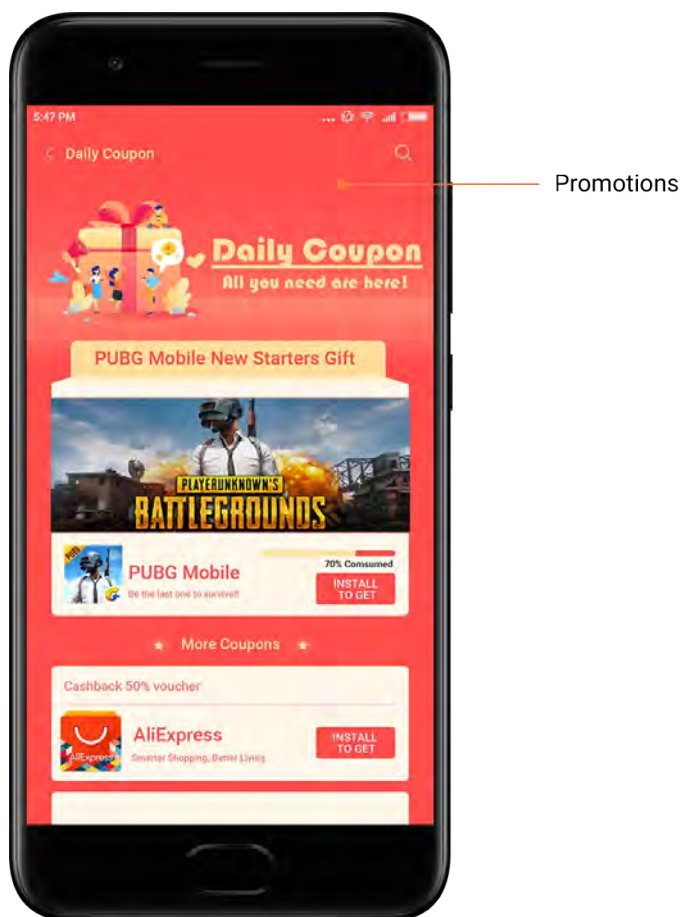 5:47 PM
Daily Coupon
Promotions
Daily Coupon
All you need are here!
PUBG Mobile New Starters Gift
PLAYERUNKNOWN'S
BATTLEGROUNDS
PUBG
PUBG Mobile
Be the last one to survive!!
70% Comsumed
INSTALL
TO GET
More Coupons
Cashback 50% voucher
AliExpress
AliExpress
Smarter Shopping, Better Living
INSTALL
TO GET